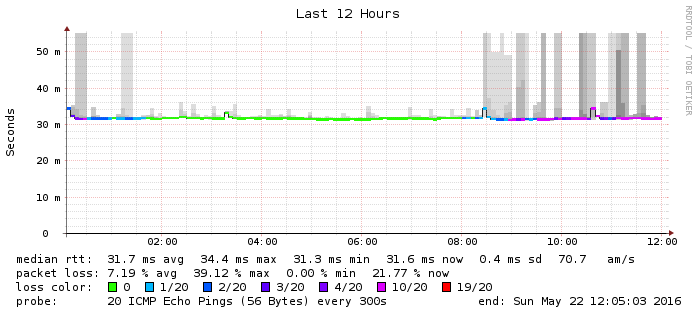 Last 12 Hours
RRDTOOL / TOBI OETIKER
Seconds
50 m
40 m
30 m
20 m
10 m
0
02:00 04:00 06:00 08:00 10:00 12:00
median rtt: 31.7 ms avg 34.4 ms max 31.3 ms min 31.6 ms now 0.4 ms sd 70.7 am/s
packet loss: 7.19 % avg 39.12 % max 0.00 % min 21.77 % now
loss color: 0 1/20 2/20 3/20 4/20 10/20 19/20
probe: 20 ICMP Echo Pings (56 Bytes) every 300s end: Sun May 22 12:05:03 2016